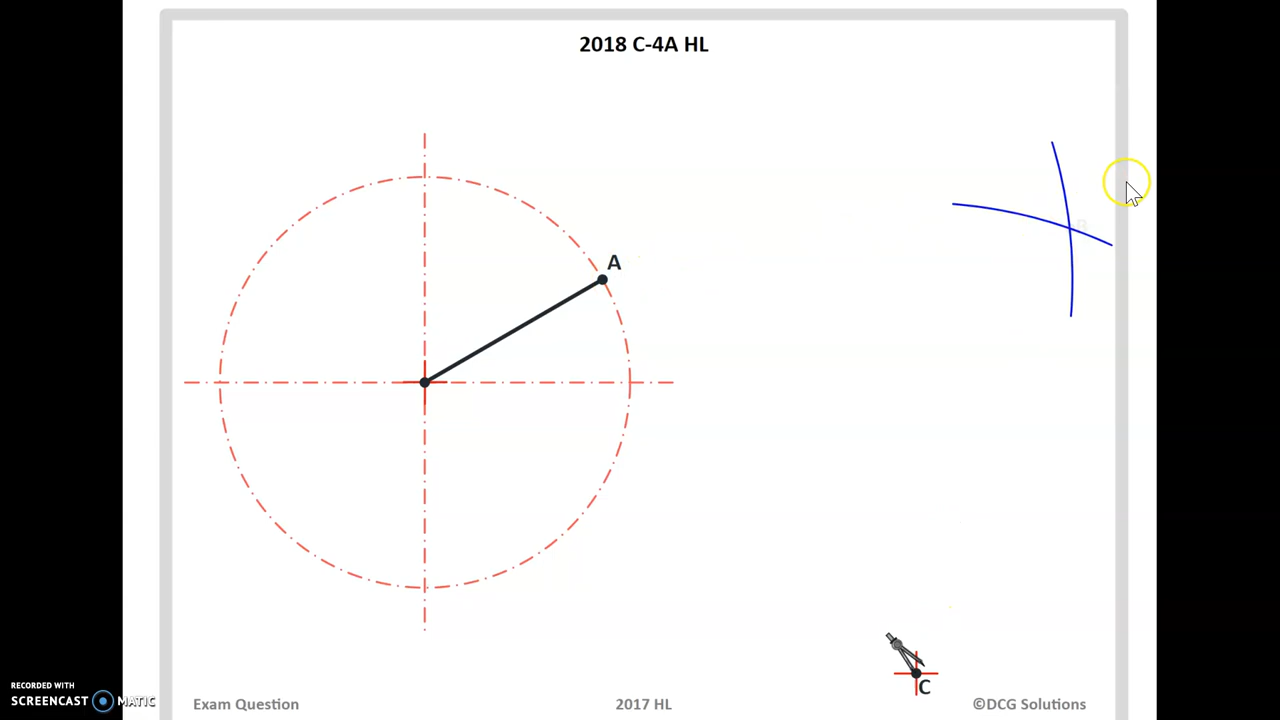 2018 C-4A HL
A
B
C
RECORDED WITH
SCREENCAST MATIC
Exam Question
2017 HL
©DCG Solutions